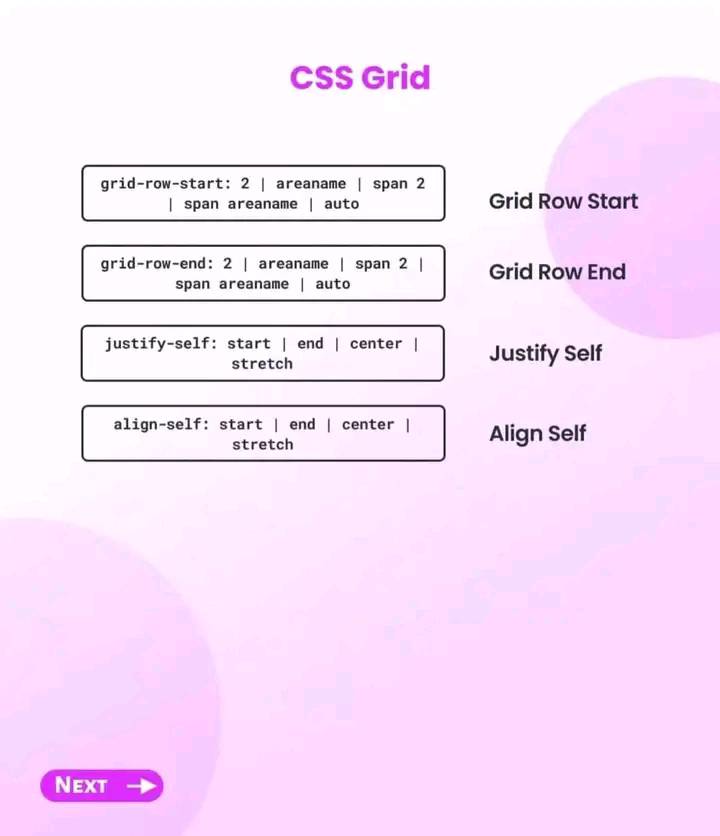 CSS Grid
grid-row-start: 2 | areaname | span 2
| span areaname | auto
Grid Row Start
grid-row-end: 2 | areaname | span 2 |
span areaname | auto
Grid Row End
justify-self: start | end | center |
stretch
Justify Self
align-self: start | end | center |
stretch
Align Self
NEXT